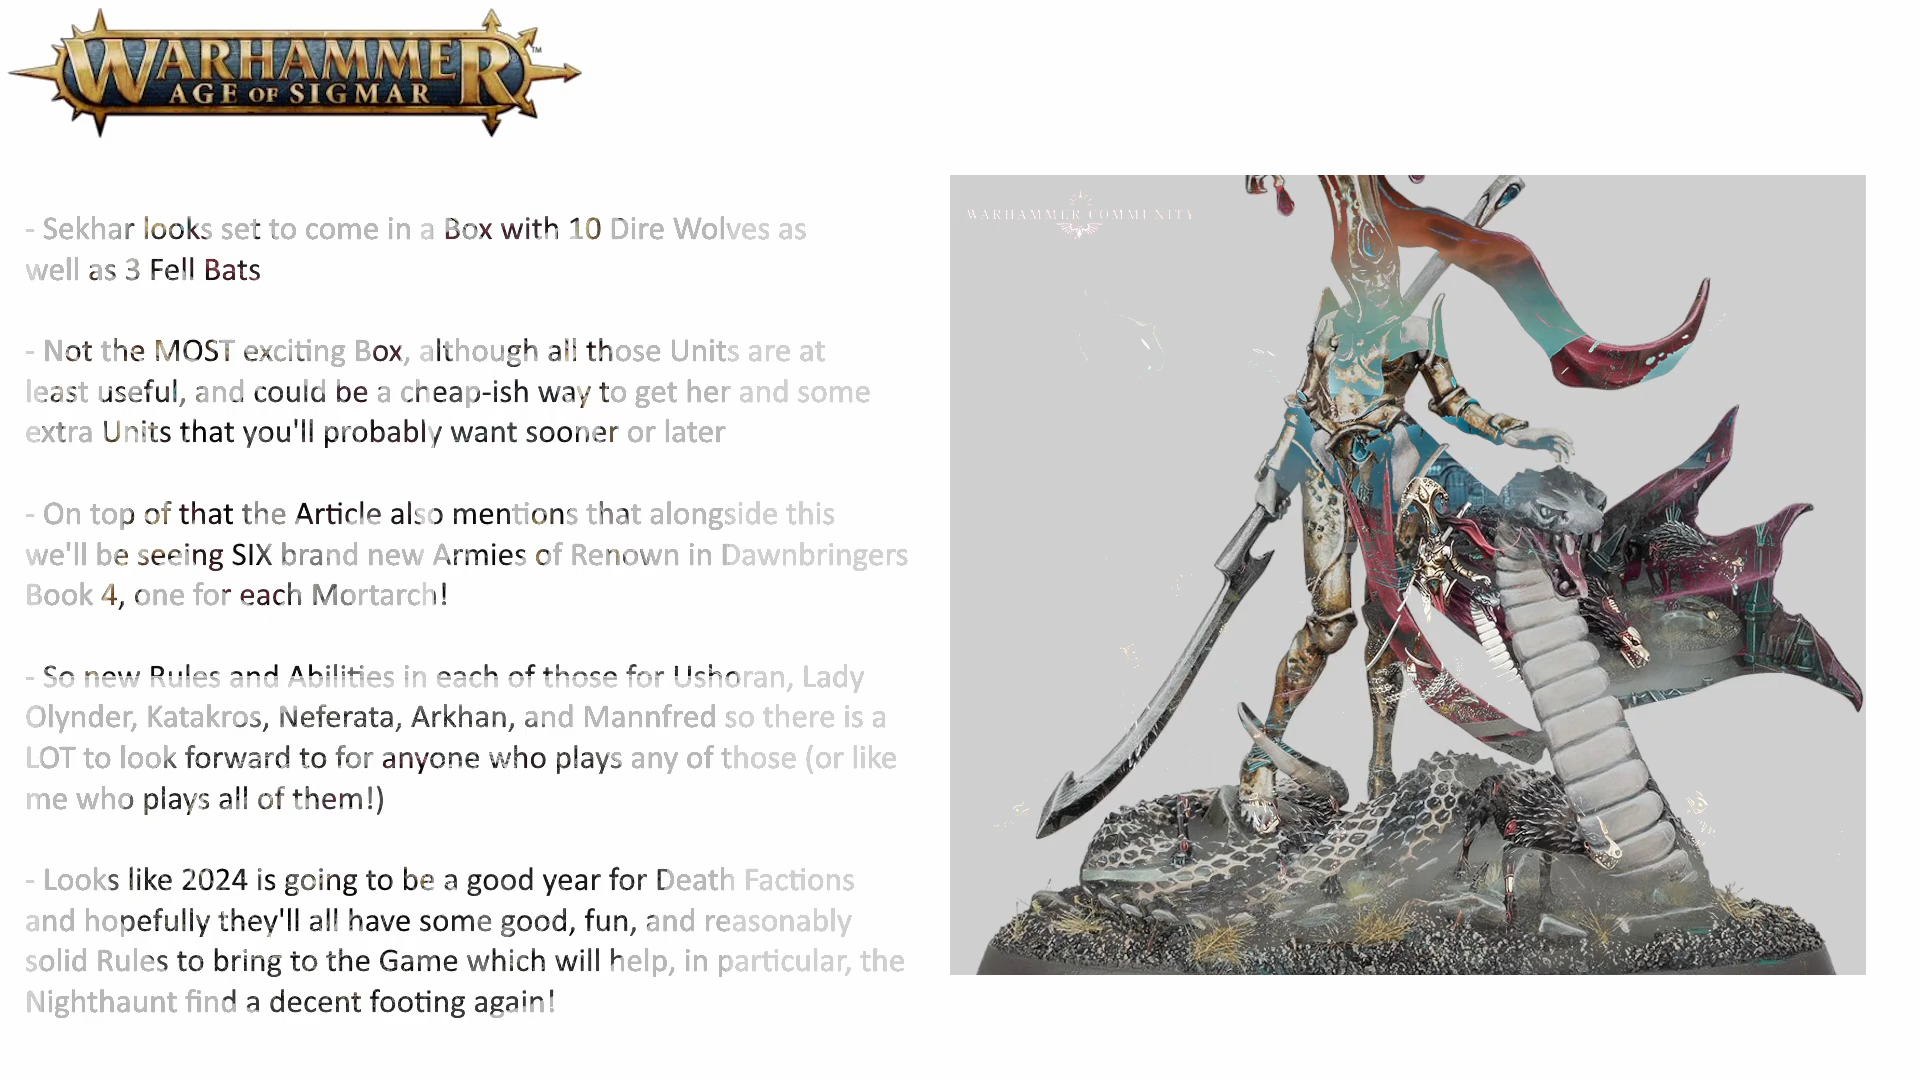 WARHAMMER
AGE OF SIGMAR
TM
WARHAMMER COMMUNITY
- Sekhar looks set to come in a Box with 10 Dire Wolves as
well as 3 Fell Bats
- Not the MOST exciting Box, although all those Units are at
least useful, and could be a cheap-ish way to get her and some
extra Units that you'll probably want sooner or later
- On top of that the Article also mentions that alongside this
we'll be seeing SIX brand new Armies of Renown in Dawnbringers
Book 4, one for each Mortarch!
- So new Rules and Abilities in each of those for Ushoran, Lady
Olynder, Katakros, Neferata, Arkhan, and Mannfred so there is a
LOT to look forward to for anyone who plays any of those (or like
me who plays all of them!)
- Looks like 2024 is going to be a good year for Death Factions
and hopefully they'll all have some good, fun, and reasonably
solid Rules to bring to the Game which will help, in particular, the
Nighthaunt find a decent footing again!